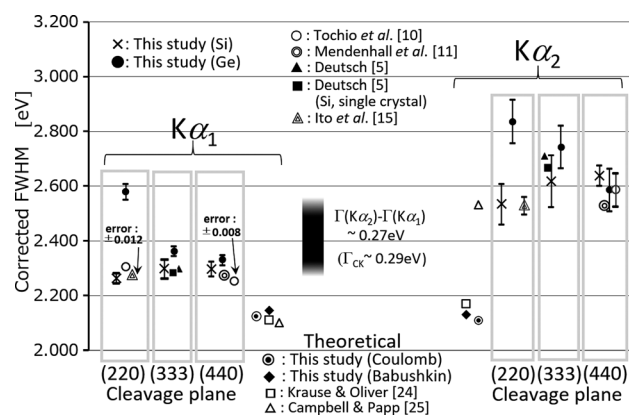 3.200
3.000
2.800
2.600
2.400
2.200
2.000
Corrected FWHM [eV]
× : This study (Si)
● : This study (Ge)
○ : Tochio et al. [10]
◎ : Mendenhall et al. [11]
▲ : Deutsch [5]
■ : Deutsch [5]
(Si, single crystal)
: Ito et al. [15]
Kα1
Kα2
error :
±0.012
error :
±0.008
Γ(Kα2)-Γ(Kα1)
~ 0.27eV
(ΓCK~ 0.29eV)
Theoretical
◉ : This study (Coulomb)
◆ : This study (Babushkin)
□ : Krause & Oliver [24]
△ : Campbell & Papp [25]
(220) (333) (440)
Cleavage plane
(220) (333) (440)
Cleavage plane